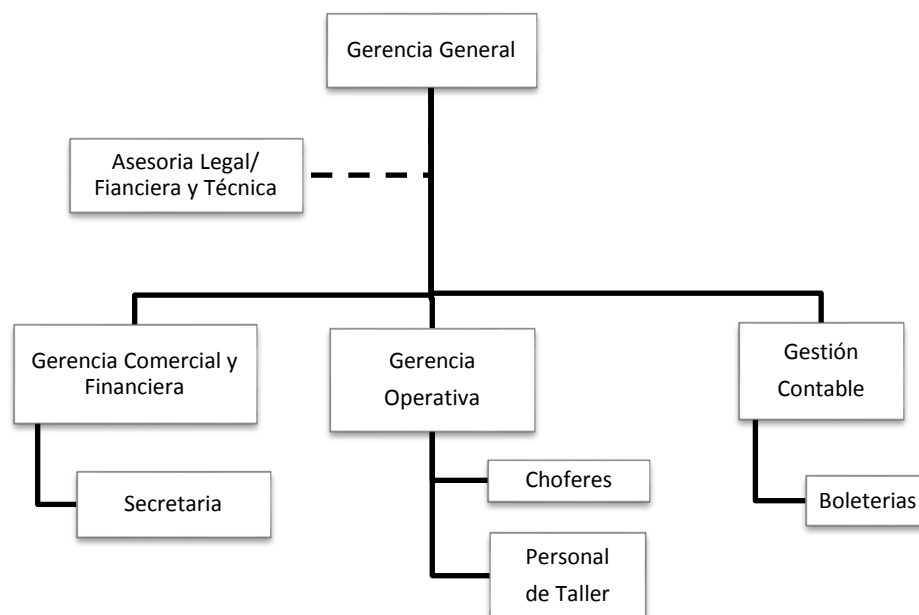 Gerencia General
Asesoria Legal/
Fianciera y Técnica
Gerencia Comercial y
Financiera
Gerencia
Operativa
Gestión
Contable
Secretaria
Choferes
Boleterias
Personal
de Taller